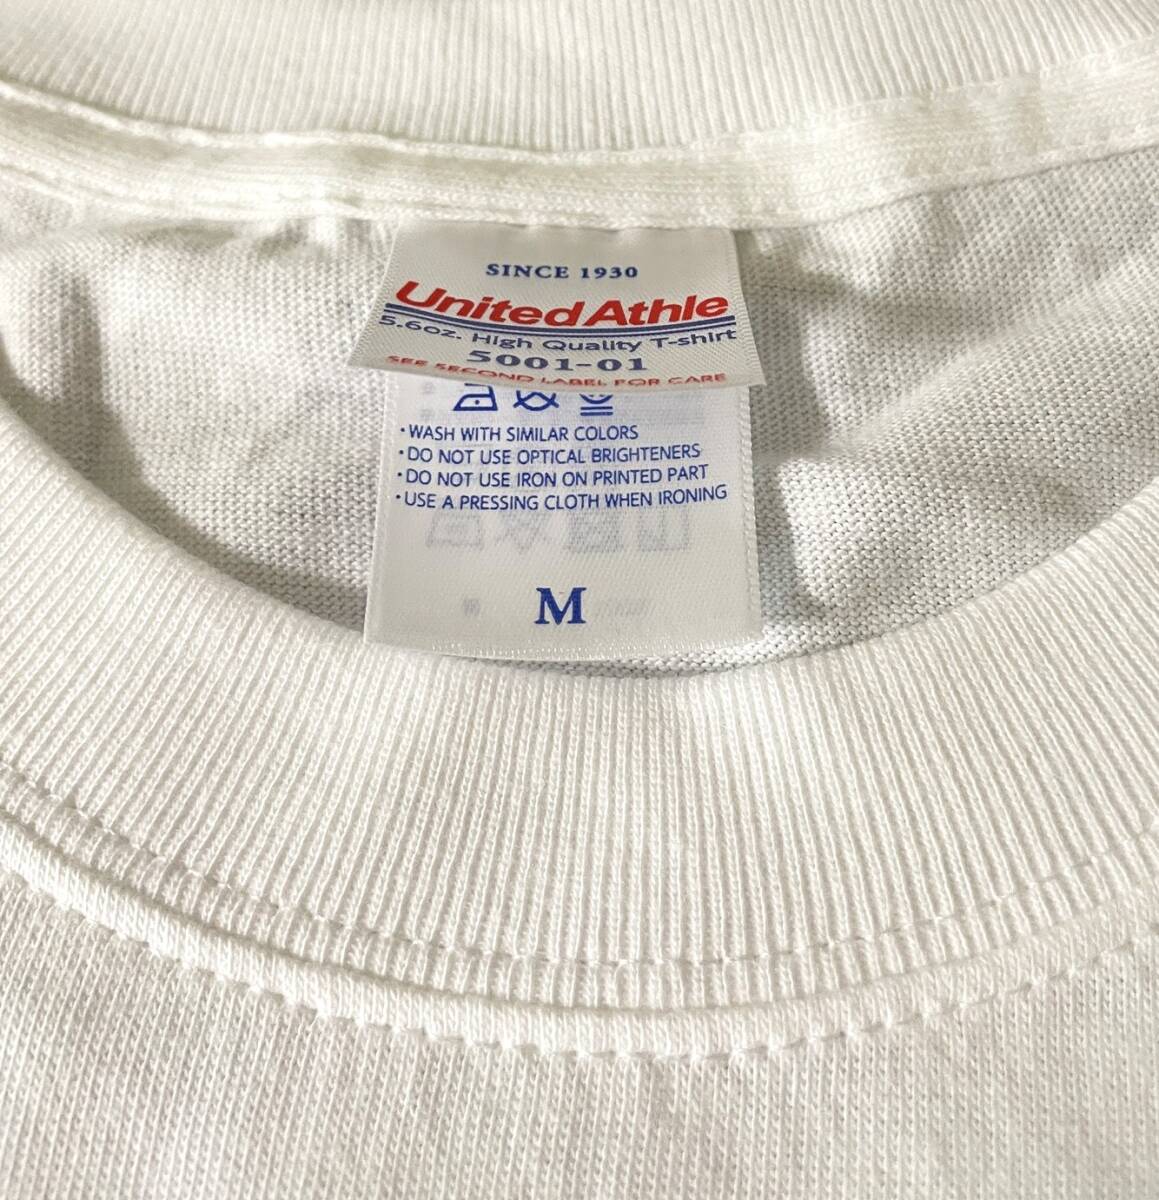 SINCE 1930
United Athle
5.6oz. High Quality T-shirt
5001-01
SEE SECOND LABEL FOR CARE
・WASH WITH SIMILAR COLORS
・DO NOT USE OPTICAL BRIGHTENERS
・DO NOT USE IRON ON PRINTED PART
・USE A PRESSING CLOTH WHEN IRONING
M